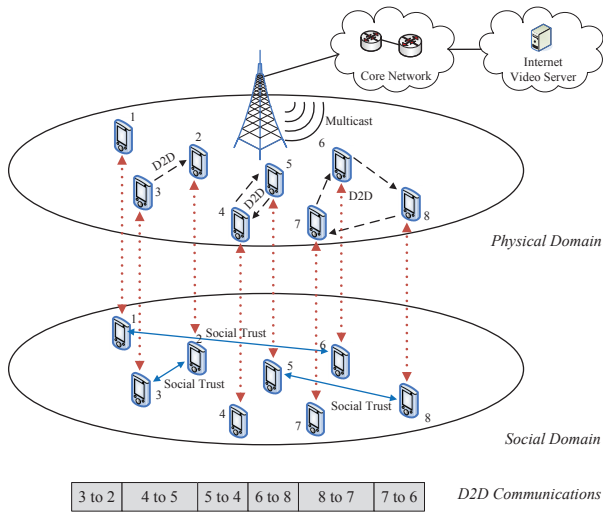 Core Network
Internet
Video Server
Multicast
1
2
3
D2D
4
5
D2D
6
7
D2D
8
Physical Domain
1
Social Trust
2
6
3
Social Trust
5
4
7
Social Trust
8
Social Domain
3 to 2 4 to 5 5 to 4 6 to 8 8 to 7 7 to 6
D2D Communications